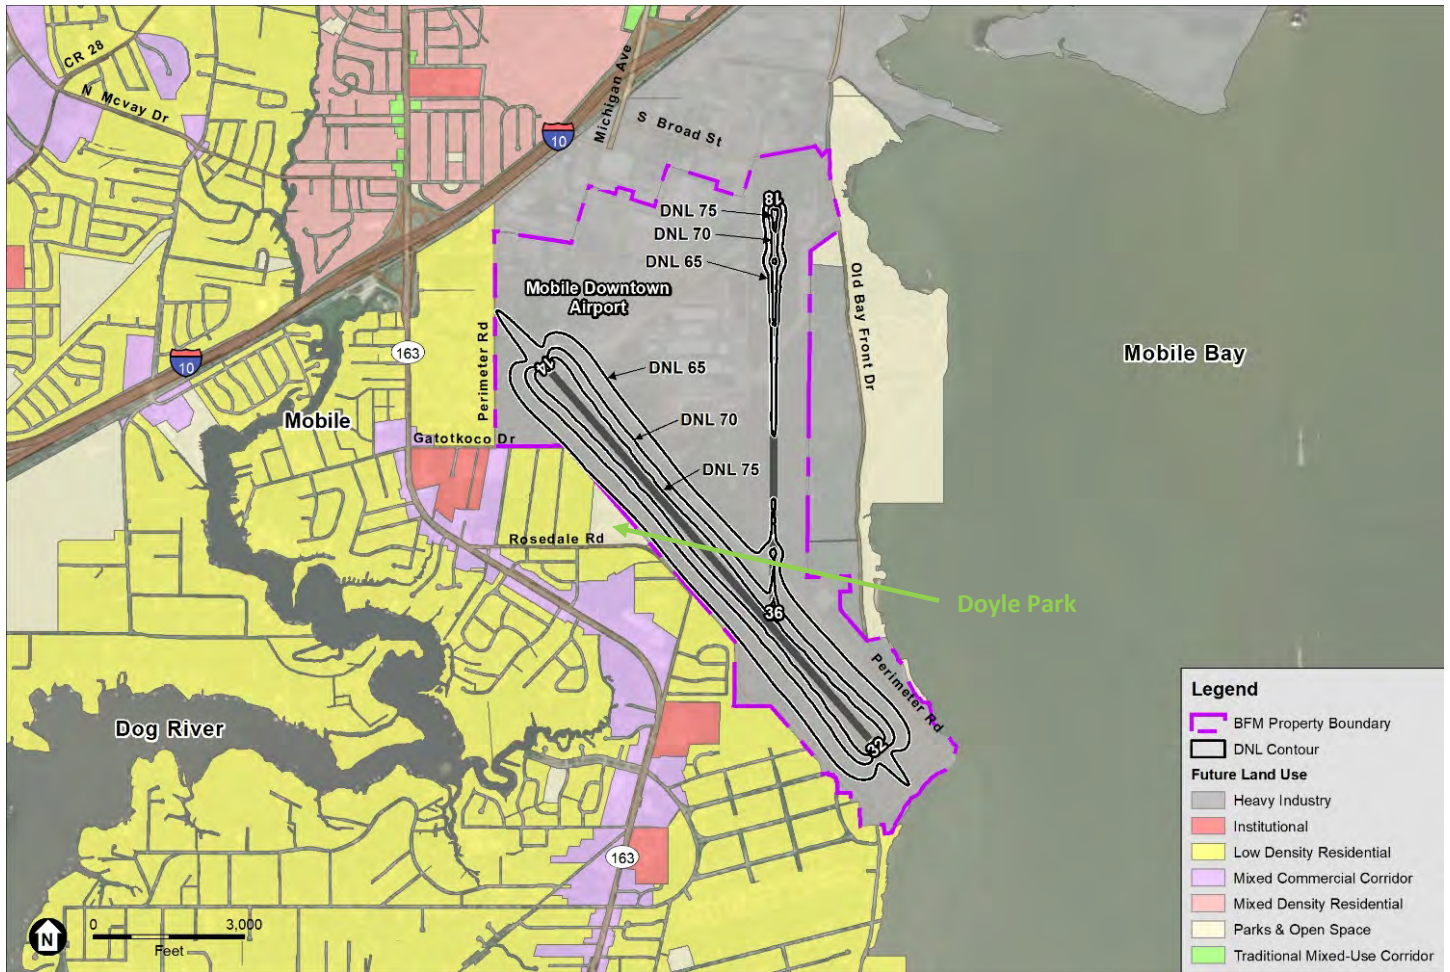 CR 28
N Mcvay Dr
Michigan Ave
S Broad St
10
18
DNL 75
DNL 70
DNL 65
Mobile Downtown
Airport
Old Bay Front Dr
Perimeter Rd
163
10
14
DNL 65
Mobile Bay
Mobile
DNL 70
Gatotkoco Dr
DNL 75
Rosedale Rd
Doyle Park
36
Perimeter Rd
Dog River
32
163
0
3,000
Feet
N
Legend
BFM Property Boundary
DNL Contour
Future Land Use
Heavy Industry
Institutional
Low Density Residential
Mixed Commercial Corridor
Mixed Density Residential
Parks & Open Space
Traditional Mixed-Use Corridor